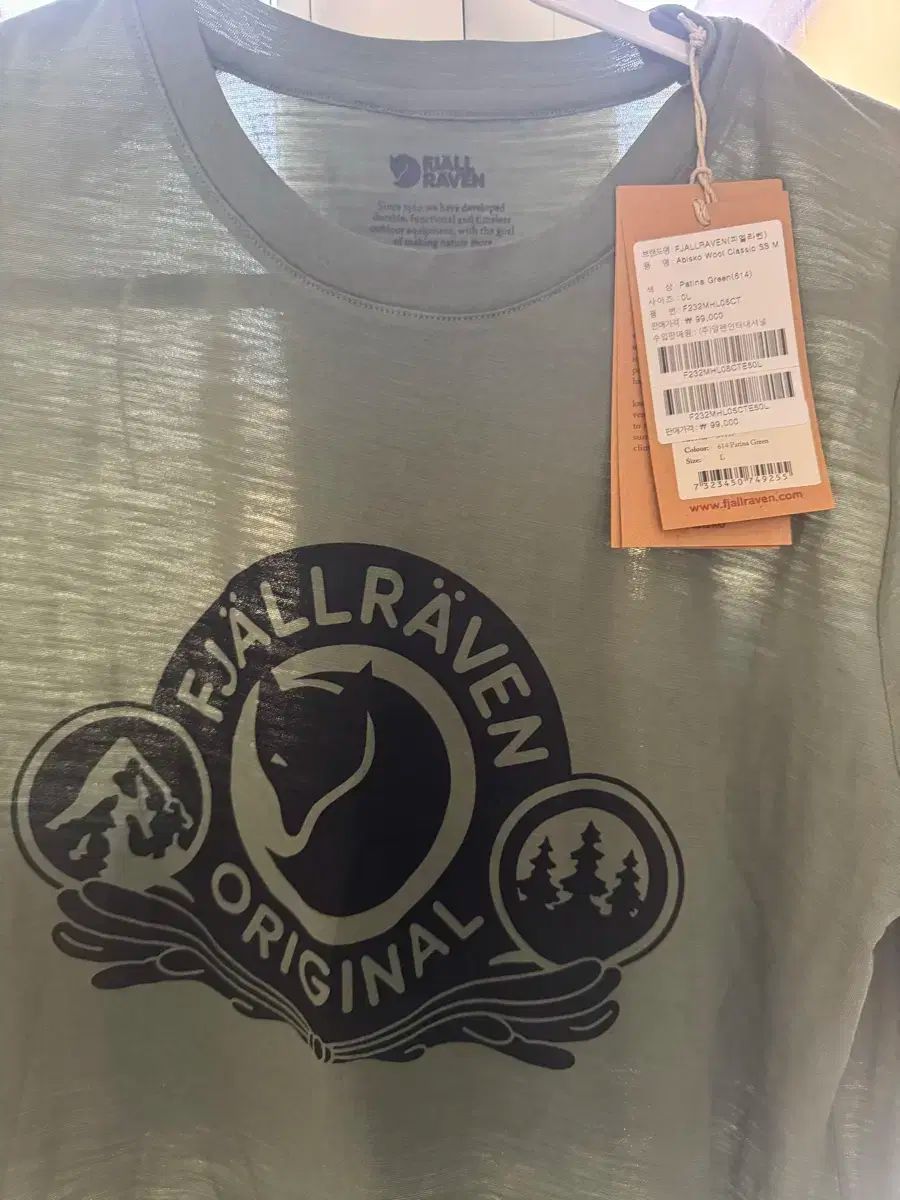 FJÄLL
RÄVEN
Since 1960 we have developed
durable, functional and timeless
outdoor equipment, with the goal
of making nature more
브랜드명 : FJALLRAVEN(피엘라벤)
품 명 : Abisko Wool Classic SS M
색 상 : Patina Green(614)
사이즈 : 0L
품 번 : F232MHL05CT
판매가격 : ₩ 99,000
수입판매원 : (주)알펜인터내셔널
F232MHL05CTE50L
F232MHL05CTE50L
판매가격 : ₩ 99,000
Colour: 614 Patina Green
Size: L
7 323450 749255
www.fjallraven.com
FJÄLLRÄVEN
ORIGINAL